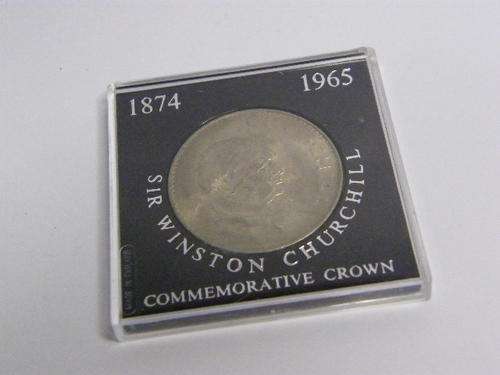 1874 1965
SIR WINSTON CHURCHILL
COMMEMORATIVE CROWN